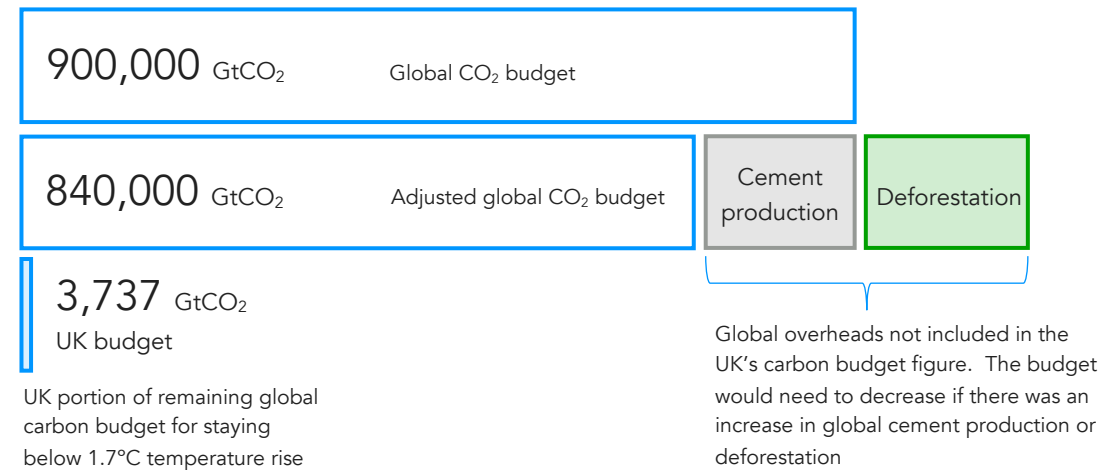 900,000 GtCO₂ Global CO₂ budget
840,000 GtCO₂ Adjusted global CO₂ budget
Cement
production
Deforestation
3,737 GtCO₂
UK budget
UK portion of remaining global
carbon budget for staying
below 1.7ºC temperature rise
Global overheads not included in the
UK’s carbon budget figure. The budget
would need to decrease if there was an
increase in global cement production or
deforestation